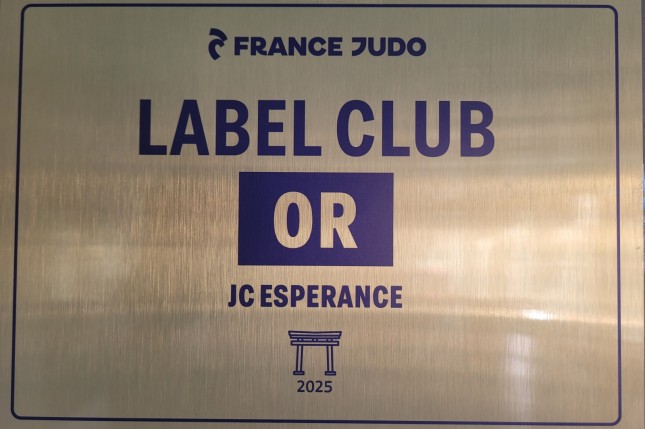 FRANCE JUDO
LABEL CLUB
OR
JC ESPERANCE
2025